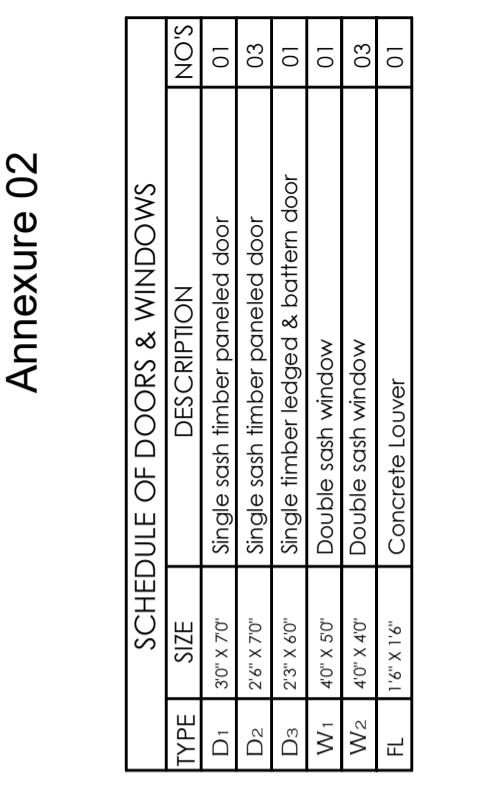 Annexure 02
SCHEDULE OF DOORS & WINDOWS
TYPE SIZE DESCRIPTION NO'S
D1 3'0" X 7'0" Single sash timber paneled door 01
D2 2'6" X 7'0" Single sash timber paneled door 03
D3 2'3" X 6'0" Single timber ledged & battern door 01
W1 4'0" X 5'0" Double sash window 01
W2 4'0" X 4'0" Double sash window 03
FL 1'6" X 1'6" Concrete Louver 01